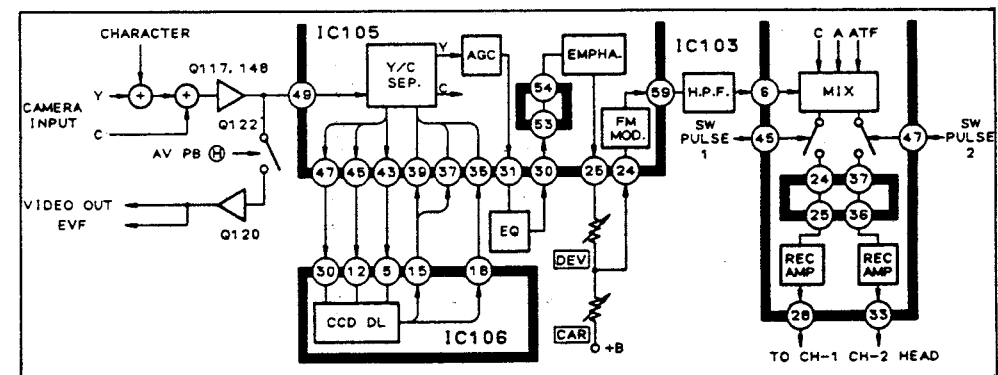 CHARACTER
Y
CAMERA
INPUT
C
+
+
Q117, 148
Q122
AV PB H
VIDEO OUT
EVF
Q120
IC105
49
Y/C
SEP.
Y
C
AGC
54
53
EMPHA.
FM
MOD.
59
47
45
43
39
37
35
31
30
26
24
EQ
DEV
CAR
+B
30
12
5
15
18
CCD DL
IC106
IC103
H.P.F.
6
C A ATF
MIX
SW
PULSE
1
45
47
SW
PULSE
2
24
37
25
36
REC
AMP
REC
AMP
28
33
TO CH-1 CH-2 HEAD